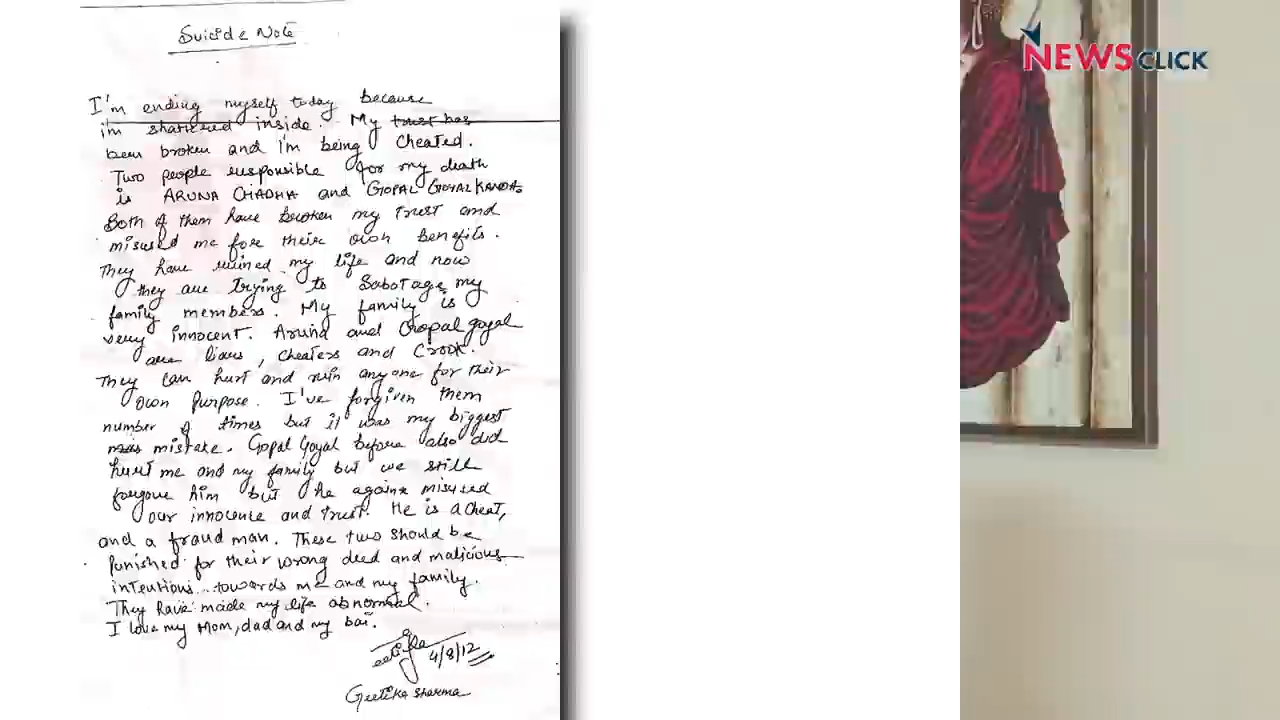 Suicide Note
I'm ending myself today because
i'm shattered inside. My trust has
been broken and i'm being cheated.
Two people responsible for my death
is ARUNA CHADHA and GOPAL GOYAL KANDA
Both of them have broken my trust and
misused me for their own benefits.
They have ruined my life and now
they are trying to sabotage my
family members. My family is
very innocent. Aruna and Gopal goyal
are liars, cheaters and crook.
They can hurt and ruin anyone for their
own purpose. I've forgiven them
number of times but it was my biggest
mistake. Gopal Goyal before also did
hurt me and my family but we still
forgave him but he again misused
our innocence and trust. He is a cheat,
and a fraud man. These two should be
punished for their wrong deed and malicious
intentions towards me and my family.
They have made my life abnormal.
I love my Mom, dad and my bai.
4/8/12
Geetika Sharma
NEWSCLICK